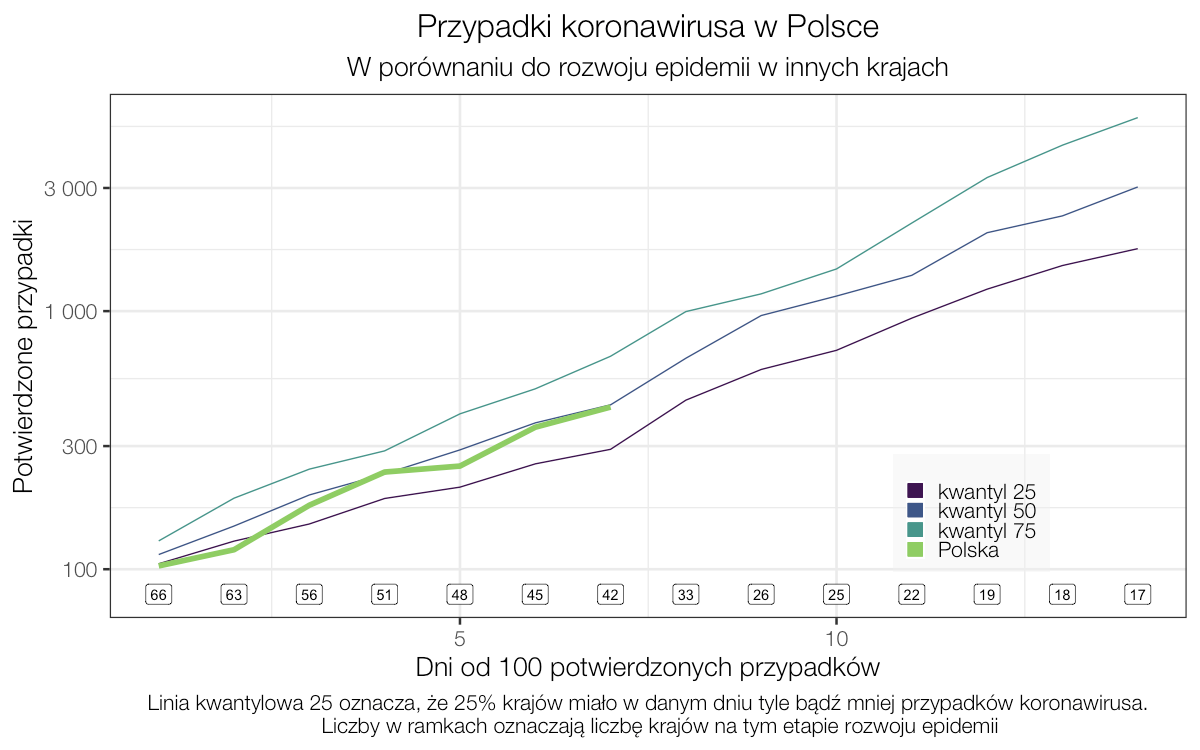 Przypadki koronawirusa w Polsce
W porównaniu do rozwoju epidemii w innych krajach
Potwierdzone przypadki
3 000
1 000
300
100
kwantyl 25
kwantyl 50
kwantyl 75
Polska
66 63 56 51 48 45 42 33 26 25 22 19 18 17
5 10
Dni od 100 potwierdzonych przypadków
Linia kwantylowa 25 oznacza, że 25% krajów miało w danym dniu tyle bądź mniej przypadków koronawirusa.
Liczby w ramkach oznaczają liczbę krajów na tym etapie rozwoju epidemii